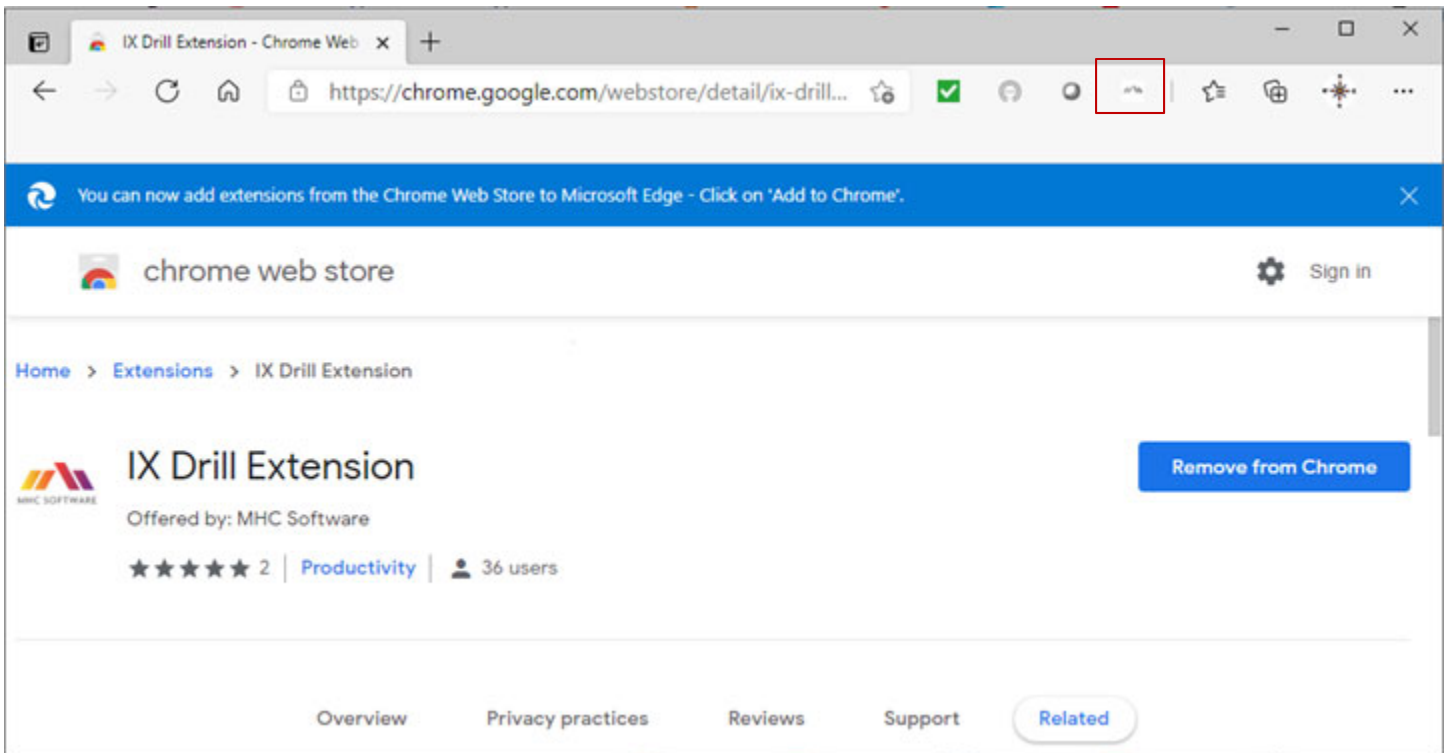 IX Drill Extension - Chrome Web
https://chrome.google.com/webstore/detail/ix-drill...
You can now add extensions from the Chrome Web Store to Microsoft Edge - Click on 'Add to Chrome'.
chrome web store
Sign in
Home > Extensions > IX Drill Extension
IX Drill Extension
Remove from Chrome
MHC SOFTWARE
Offered by: MHC Software
2 | Productivity | 36 users
Overview Privacy practices Reviews Support Related